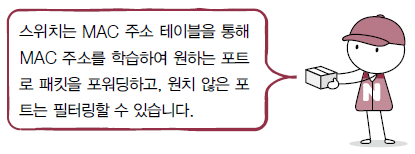 스위치는 MAC 주소 테이블을 통해
MAC 주소를 학습하여 원하는 포트
로 패킷을 포워딩하고, 원치 않은 포
트는 필터링할 수 있습니다.
N